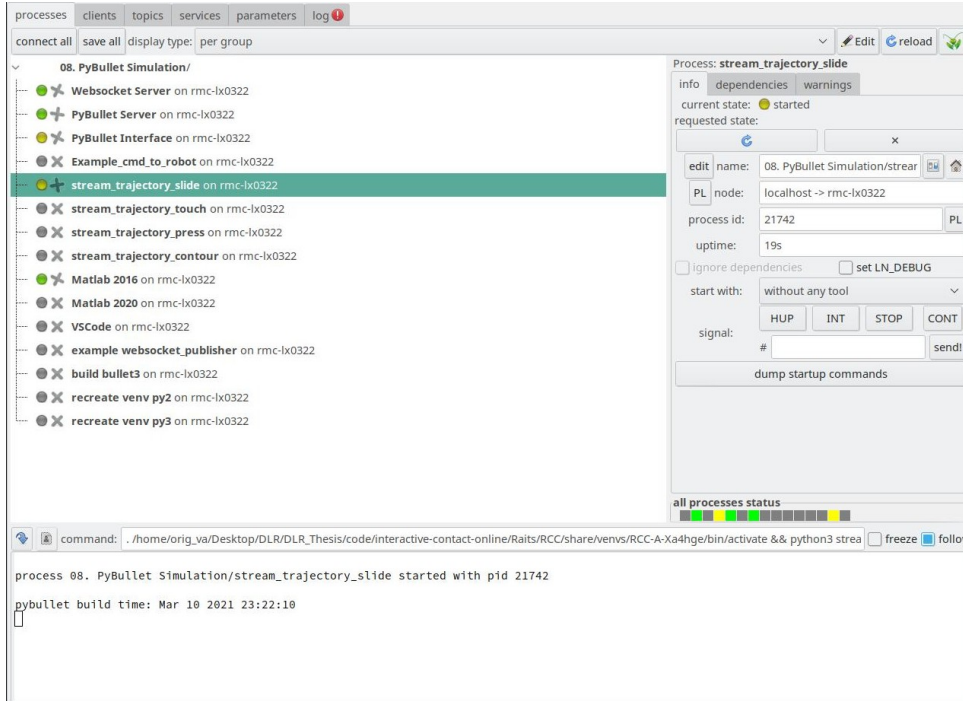 processes clients topics services parameters log
connect all save all display type: per group Edit reload
08. PyBullet Simulation/
Websocket Server on rmc-lx0322
PyBullet Server on rmc-lx0322
PyBullet Interface on rmc-lx0322
Example_cmd_to_robot on rmc-lx0322
stream_trajectory_slide on rmc-lx0322
stream_trajectory_touch on rmc-lx0322
stream_trajectory_press on rmc-lx0322
stream_trajectory_contour on rmc-lx0322
Matlab 2016 on rmc-lx0322
Matlab 2020 on rmc-lx0322
VSCode on rmc-lx0322
example websocket_publisher on rmc-lx0322
build bullet3 on rmc-lx0322
recreate venv py2 on rmc-lx0322
recreate venv py3 on rmc-lx0322
Process: stream_trajectory_slide
info dependencies warnings
current state: started
requested state:
edit name: 08. PyBullet Simulation/strear
PL node: localhost -> rmc-lx0322
process id: 21742 PL
uptime: 19s
ignore dependencies set LN_DEBUG
start with: without any tool
signal: HUP INT STOP CONT
# send!
dump startup commands
all processes status
command: . /home/orig_va/Desktop/DLR/DLR_Thesis/code/interactive-contact-online/Raits/RCC/share/venvs/RCC-A-Xa4hge/bin/activate && python3 strea freeze follow
process 08. PyBullet Simulation/stream_trajectory_slide started with pid 21742
pybullet build time: Mar 10 2021 23:22:10